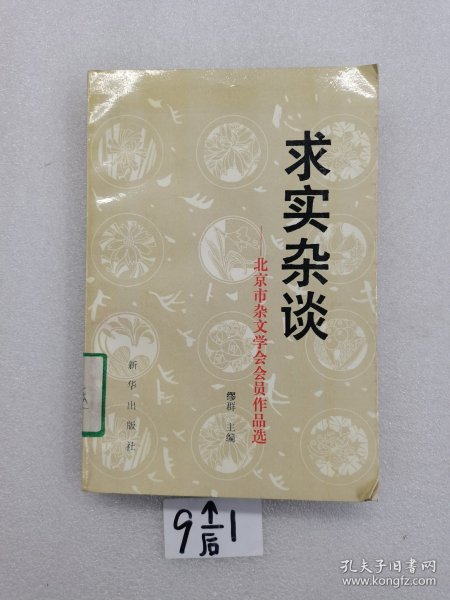 求实杂谈
——北京市杂文学会会员作品选
缪群 主编
新华出版社
9↑后1
孔夫子旧书网
www.kongfz.com